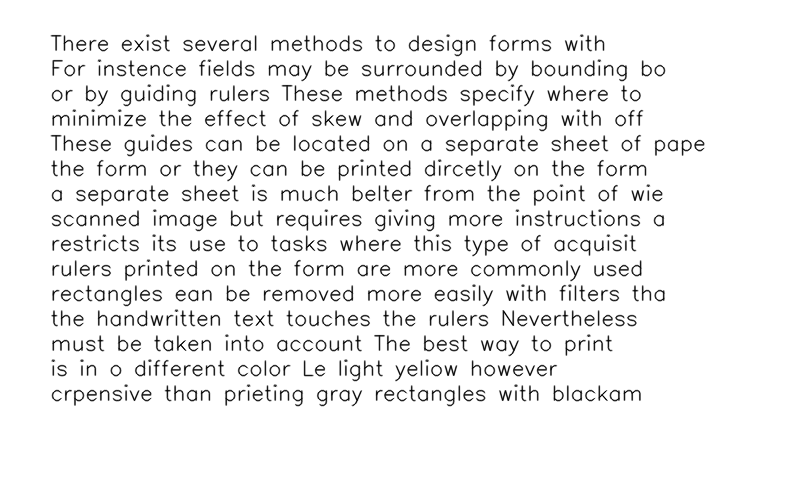 There exist several methods to design forms with
For instence fields may be surrounded by bounding bo
or by guiding rulers These methods specify where to
minimize the effect of skew and overlapping with off
These guides can be located on a separate sheet of pape
the form or they can be printed dircetly on the form
a separate sheet is much belter from the point of wie
scanned image but requires giving more instructions a
restricts its use to tasks where this type of acquisit
rulers printed on the form are more commonly used
rectangles ean be removed more easily with filters tha
the handwritten text touches the rulers Nevertheless
must be taken into account The best way to print
is in o different color Le light yeliow however
crpensive than prieting gray rectangles with blackam